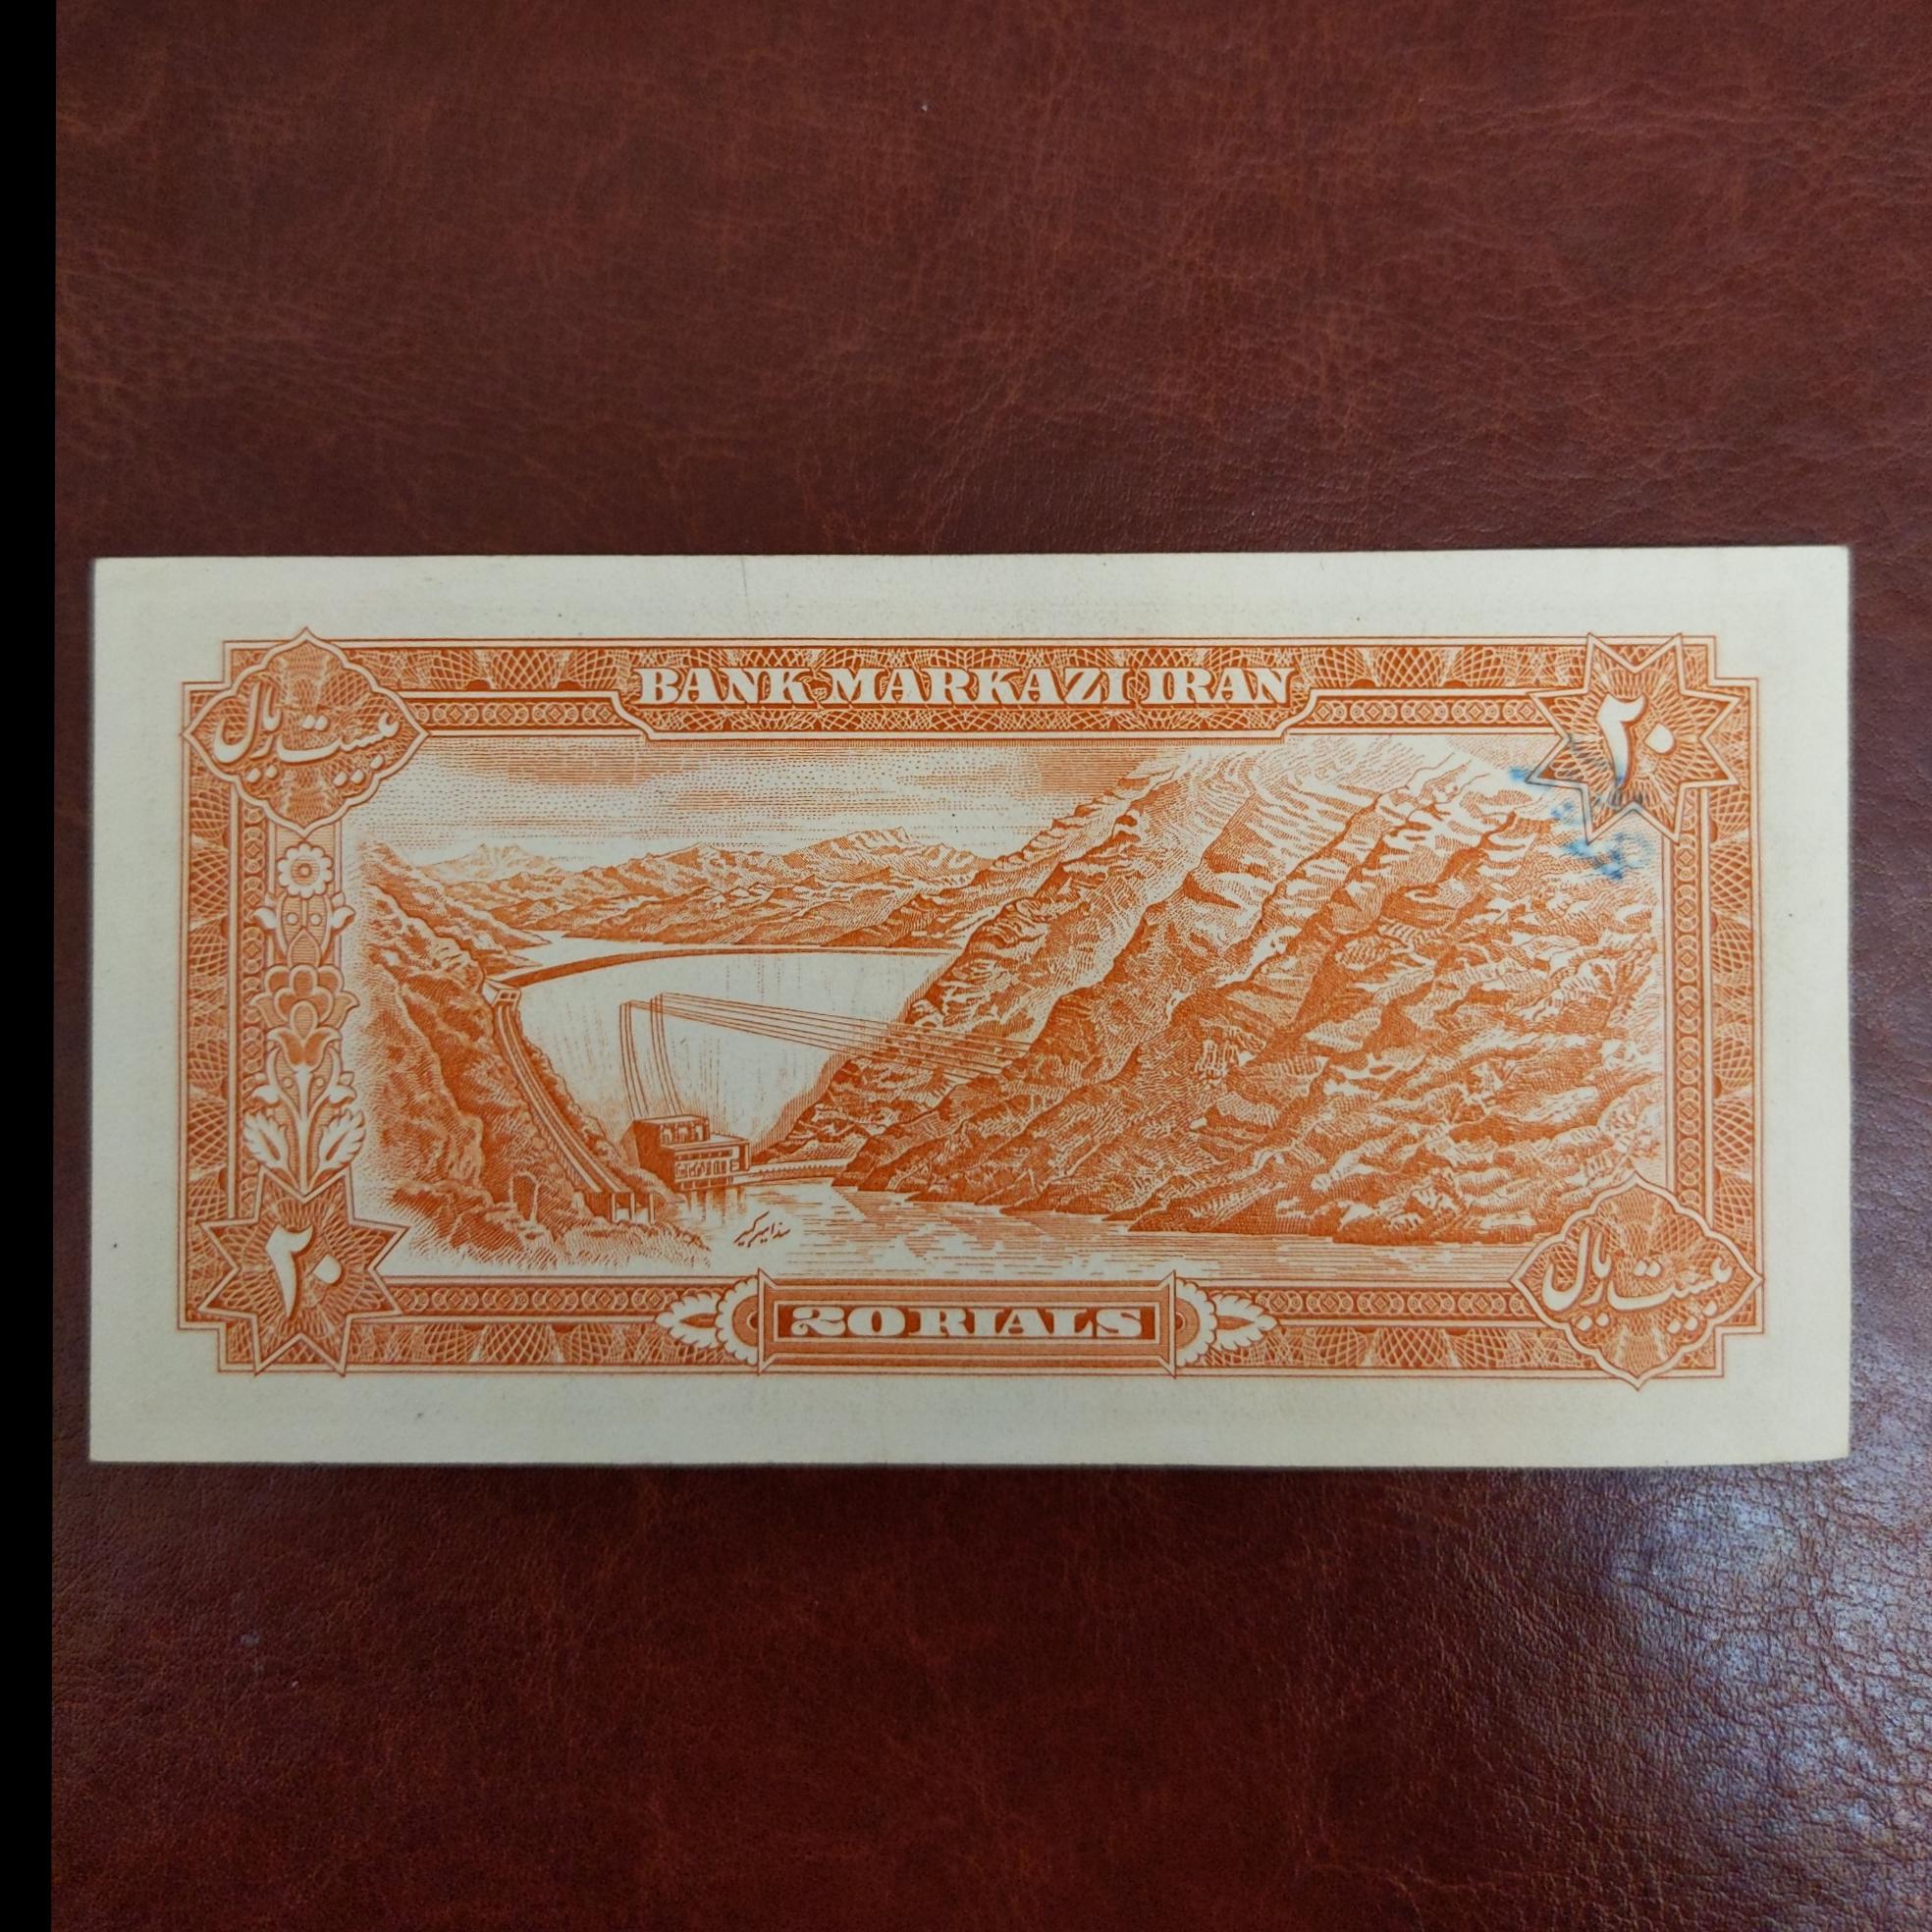 BANK MARKAZI IRAN
بیست ریال
۲۰
سد امیرکبیر
۲۰
20 RIALS
بیست ریال